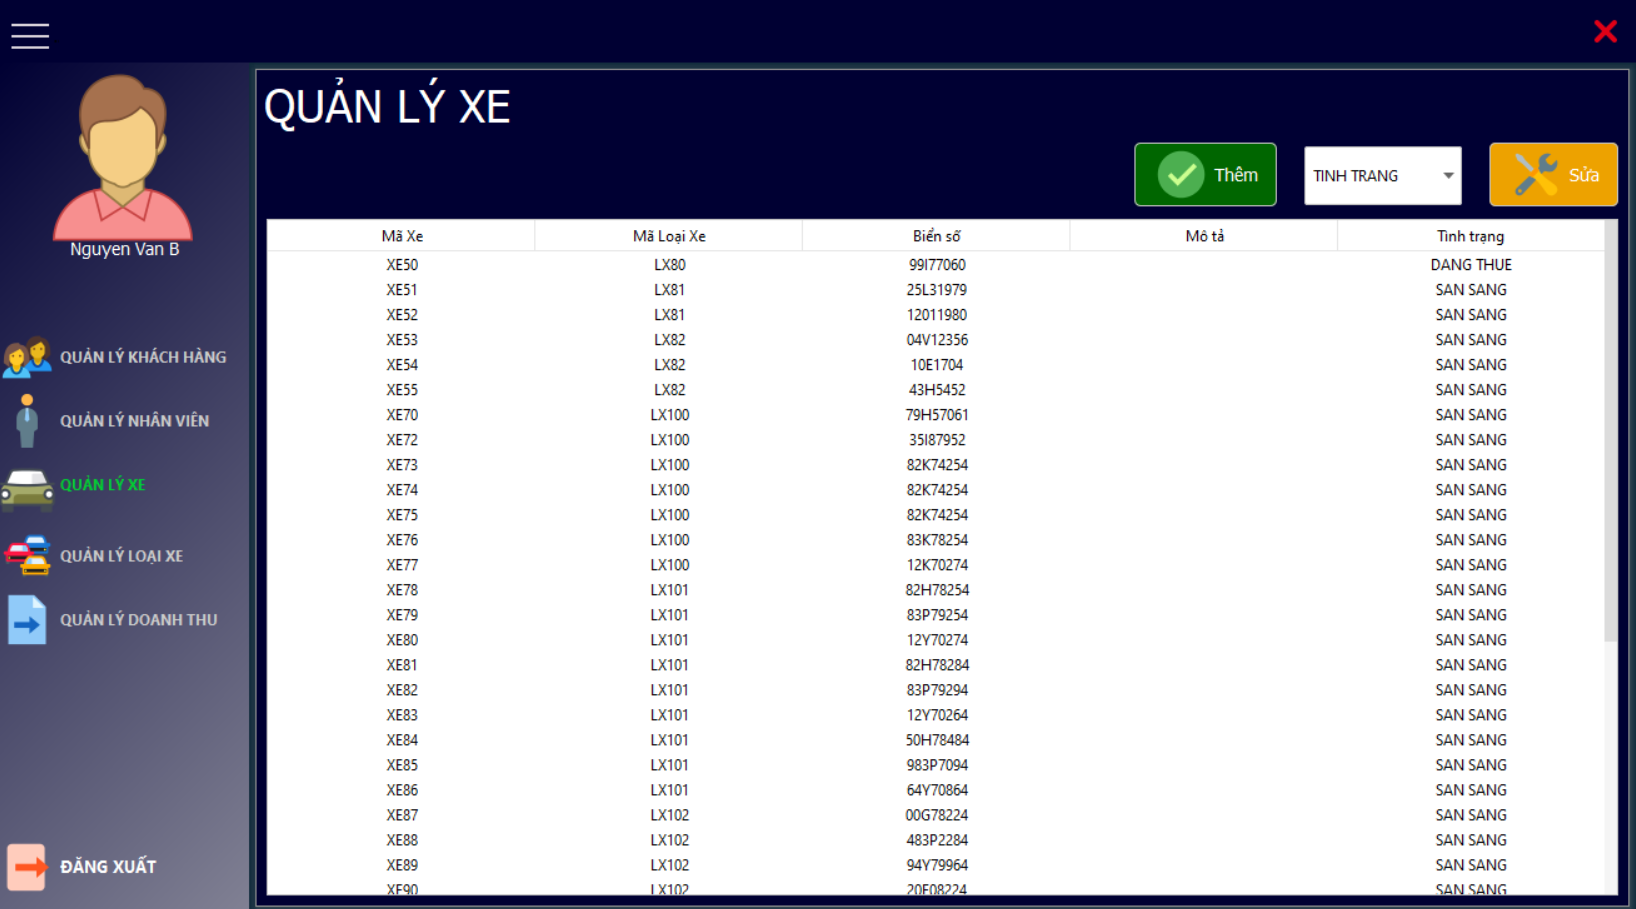 QUẢN LÝ XE
Nguyen Van B
QUẢN LÝ KHÁCH HÀNG
QUẢN LÝ NHÂN VIÊN
QUẢN LÝ XE
QUẢN LÝ LOẠI XE
QUẢN LÝ DOANH THU
ĐĂNG XUẤT
Thêm TINH TRANG Sửa
Mã Xe Mã Loại Xe Biển số Mô tả Tình trạng
XE50 LX80 99I77060 DANG THUE
XE51 LX81 25L31979 SAN SANG
XE52 LX81 12011980 SAN SANG
XE53 LX82 04V12356 SAN SANG
XE54 LX82 10E1704 SAN SANG
XE55 LX82 43H5452 SAN SANG
XE70 LX100 79H57061 SAN SANG
XE72 LX100 35I87952 SAN SANG
XE73 LX100 82K74254 SAN SANG
XE74 LX100 82K74254 SAN SANG
XE75 LX100 82K74254 SAN SANG
XE76 LX100 83K78254 SAN SANG
XE77 LX100 12K70274 SAN SANG
XE78 LX101 82H78254 SAN SANG
XE79 LX101 83P79254 SAN SANG
XE80 LX101 12Y70274 SAN SANG
XE81 LX101 82H78284 SAN SANG
XE82 LX101 83P79294 SAN SANG
XE83 LX101 12Y70264 SAN SANG
XE84 LX101 50H78484 SAN SANG
XE85 LX101 983P7094 SAN SANG
XE86 LX101 64Y70864 SAN SANG
XE87 LX102 00G78224 SAN SANG
XE88 LX102 483P2284 SAN SANG
XE89 LX102 94Y79964 SAN SANG
XE90 LX102 20F08224 SAN SANG